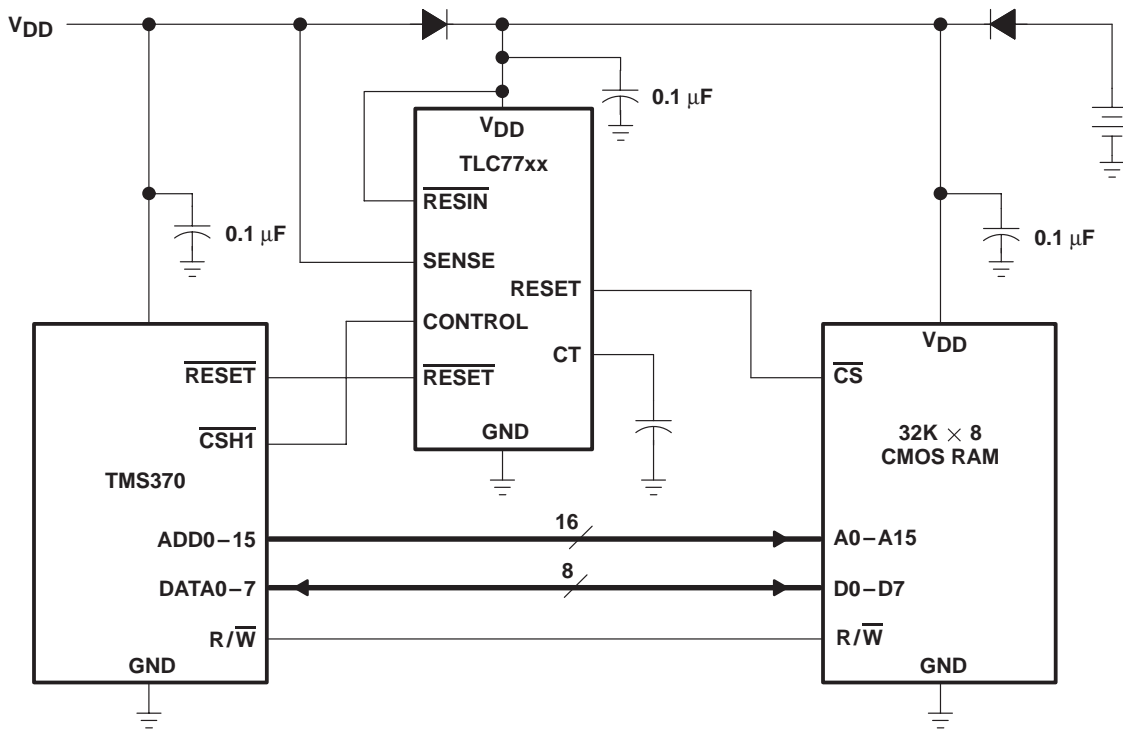 VDD
0.1 μF
VDD
TLC77xx
RESIN
0.1 μF
SENSE
0.1 μF
RESET
CONTROL
VDD
CT
RESET
RESET
CS
CSH1
GND
32K × 8
CMOS RAM
TMS370
16
ADD0–15
A0–A15
8
DATA0–7
D0–D7
R/W
R/W
GND
GND